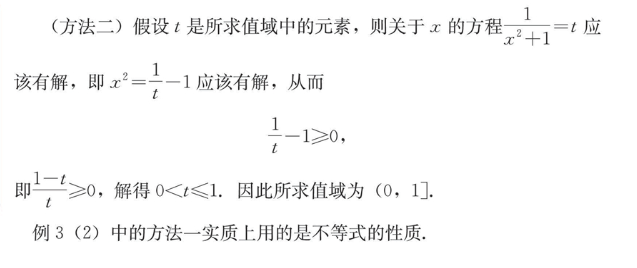 （方法二）假设 t 是所求值域中的元素，则关于 x 的方程 \frac{1}{x^2+1}=t 应
该有解，即 x^2=\frac{1}{t}-1 应该有解，从而
\frac{1}{t}-1≥0，
即\frac{1-t}{t}≥0，解得 0<t≤1. 因此所求值域为（0，1］.
例 3（2）中的方法一实质上用的是不等式的性质.